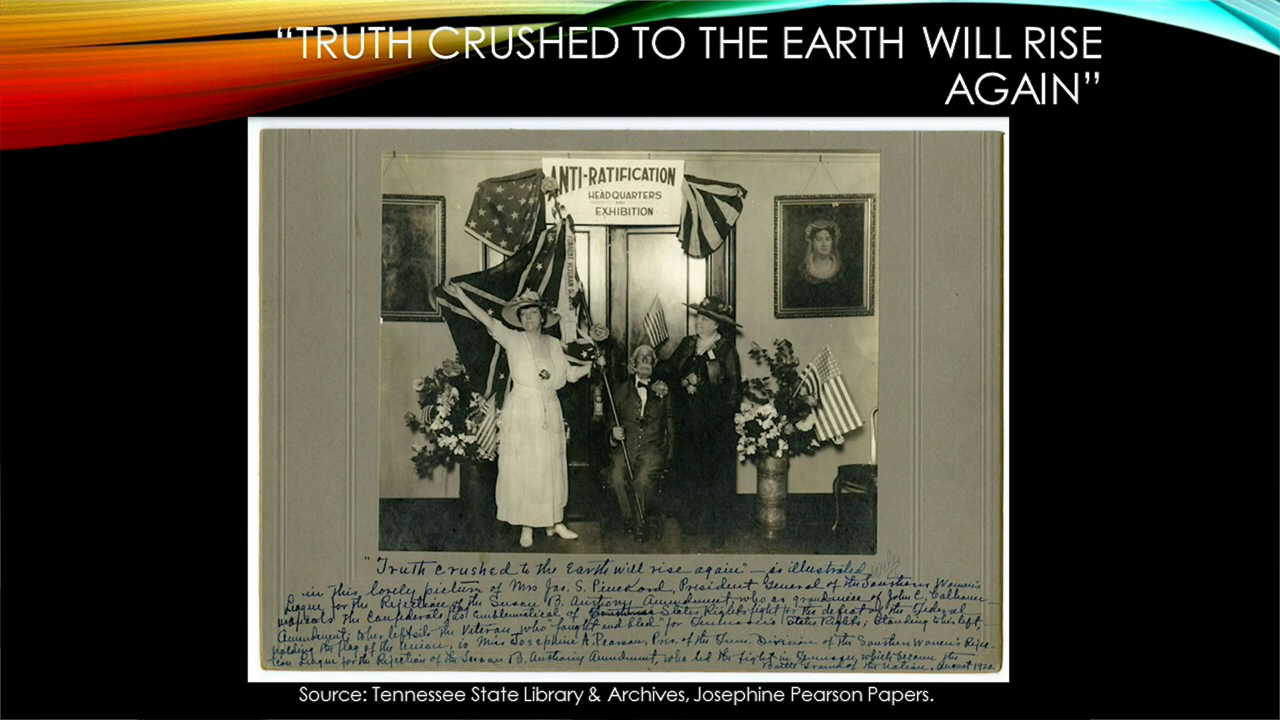 “TRUTH CRUSHED TO THE EARTH WILL RISE
AGAIN”
ANTI-RATIFICATION
HEADQUARTERS
AND
EXHIBITION
"Truth crushed to the Earth will rise again" — is illustrated
in this lovely picture of Mrs Jas. S. Pinckard, President General of the Southern Women's
League for the Rejection of the Susan B. Anthony Amendment, who as grandniece of John C. Calhoun—
the Confederate flag emblematical of States Rights fight for the defeat of the Federal
Amendment; to her left sits the Veteran who "fought and bled" for Tennessee's States Rights; Standing to his left,—
holding the flag of the Union, is Miss Josephine A. Pearson, Pres. of the Tenn. Division of the Southern Women's Rejec-
tion League for the Rejection of the Susan B. Anthony Amendment, who led the fight in Tennessee, which became the
Battle Ground of the Nation, August 1920.
Source: Tennessee State Library & Archives, Josephine Pearson Papers.